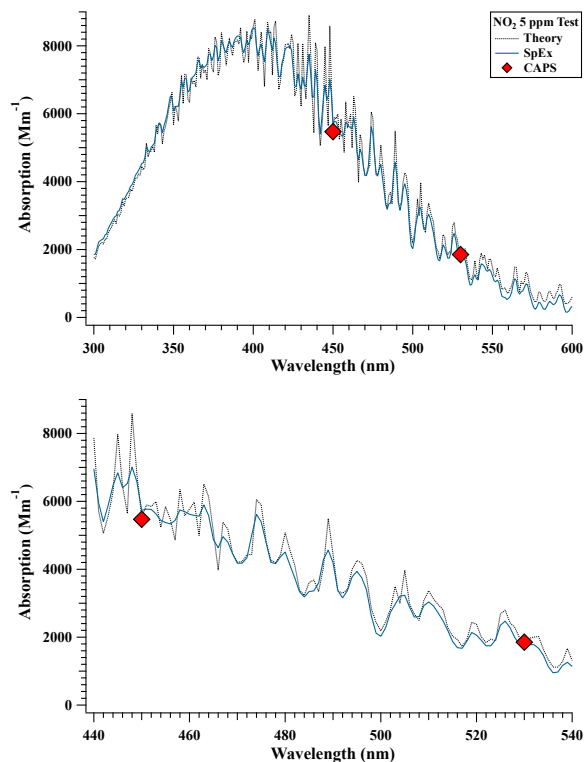 NO₂ 5 ppm Test
Theory
SpEx
CAPS
Absorption (Mm⁻¹)
8000
6000
4000
2000
0
300
350
400
450
500
550
600
Wavelength (nm)
Absorption (Mm⁻¹)
8000
6000
4000
2000
0
440
460
480
500
520
540
Wavelength (nm)